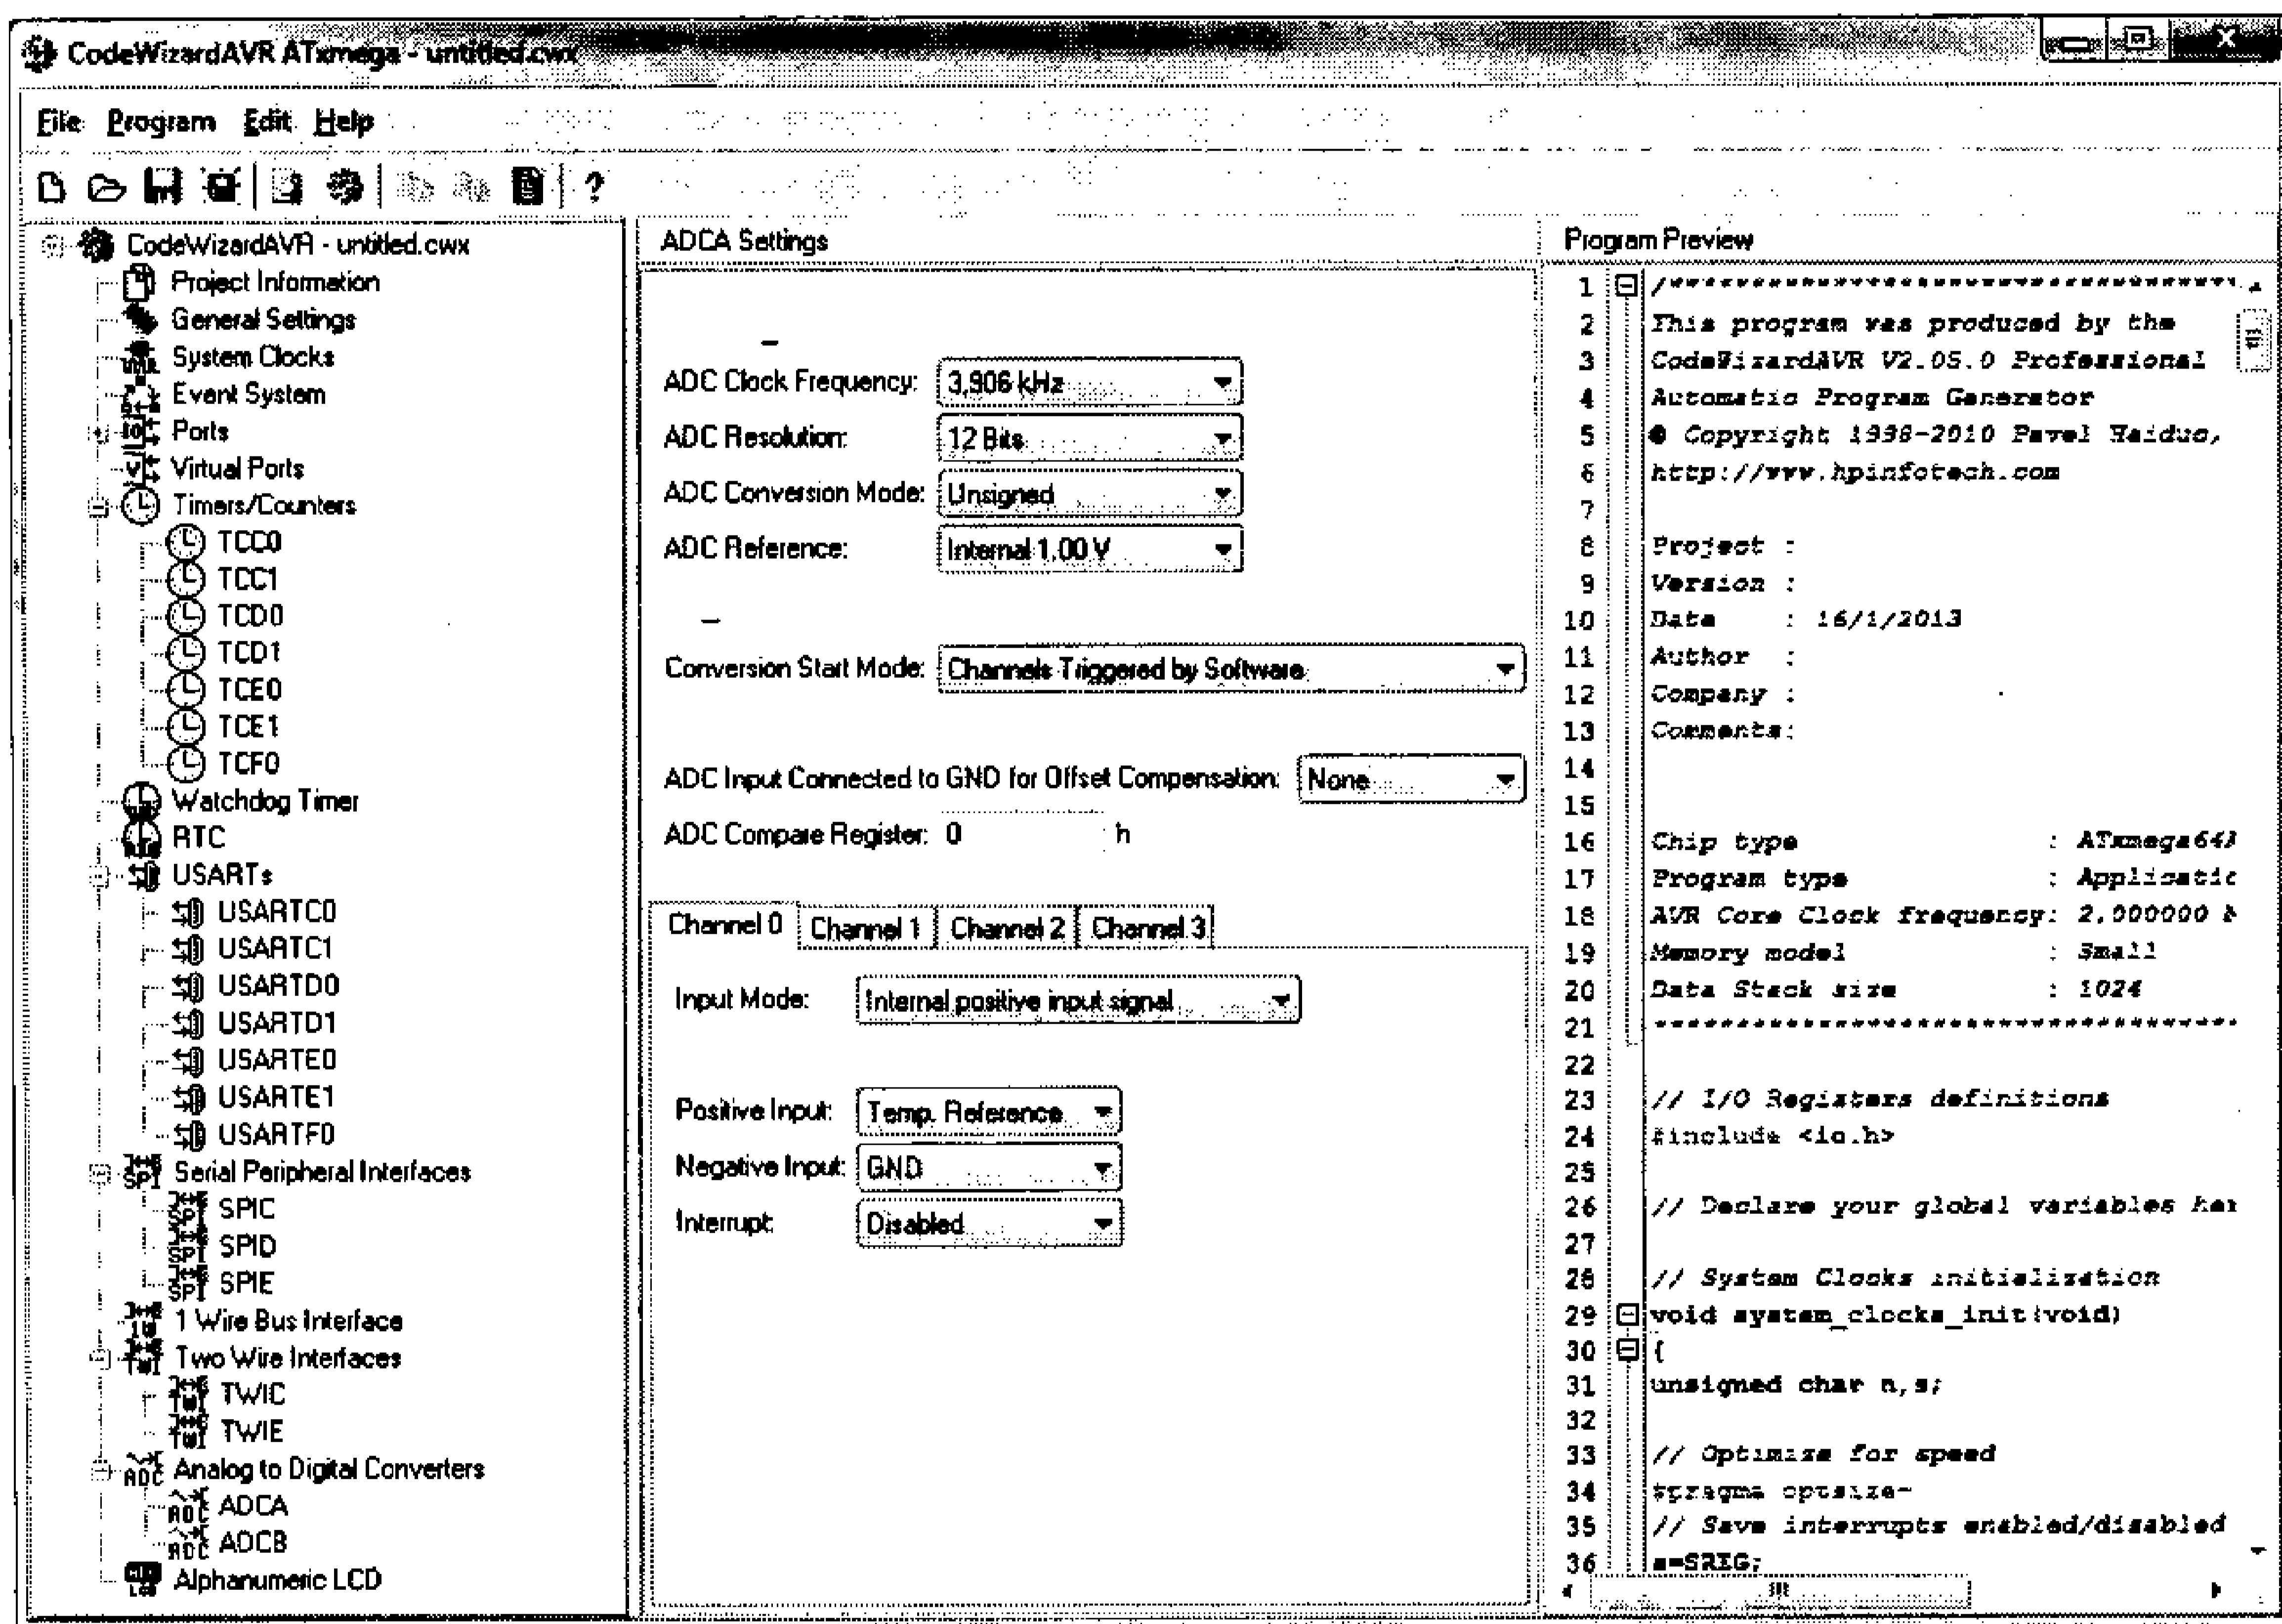 CodeWizardAVR ATxmega - untitled.cwx
File Program Edit Help
?
CodeWizardAVR - untitled.cwx
Project Information
General Settings
System Clocks
Event System
Ports
Virtual Ports
Timers/Counters
TCC0
TCC1
TCD0
TCD1
TCE0
TCE1
TCF0
Watchdog Timer
RTC
USARTs
USARTC0
USARTC1
USARTD0
USARTD1
USARTE0
USARTE1
USARTF0
SPI Serial Peripheral Interfaces
SPI SPIC
SPI SPID
SPI SPIE
1 Wire Bus Interface
Two Wire Interfaces
TWIC
TWIE
ADC Analog to Digital Converters
ADC ADCA
ADC ADCB
Alphanumeric LCD
ADCA Settings
ADC Clock Frequency: 3,906 kHz
ADC Resolution: 12 Bits
ADC Conversion Mode: Unsigned
ADC Reference: Internal 1.00 V
Conversion Start Mode: Channels Triggered by Software
ADC Input Connected to GND for Offset Compensation: None
ADC Compare Register: 0 h
Channel 0 Channel 1 Channel 2 Channel 3
Input Mode: Internal positive input signal
Positive Input: Temp. Reference
Negative Input: GND
Interrupt: Disabled
Program Preview
1 /***********************************
2 This program was produced by the
3 CodeWizardAVR V2.05.0 Professional
4 Automatic Program Generator
5 © Copyright 1998-2010 Pavel Haiduc,
6 http://www.hpinfotech.com
7
8 Project :
9 Version :
10 Date : 16/1/2013
11 Author :
12 Company :
13 Comments:
14
15
16 Chip type : ATxmega64A
17 Program type : Applicatio
18 AVR Core Clock frequency: 2,000000 M
19 Memory model : Small
20 Data Stack size : 1024
21 ************************************
22
23 // I/O Registers definitions
24 #include <io.h>
25
26 // Declare your global variables her
27
28 // System Clocks initialization
29 void system_clocks_init(void)
30 {
31 unsigned char n,s;
32
33 // Optimize for speed
34 #pragma optsize-
35 // Save interrupts enabled/disabled
36 s=SREG;